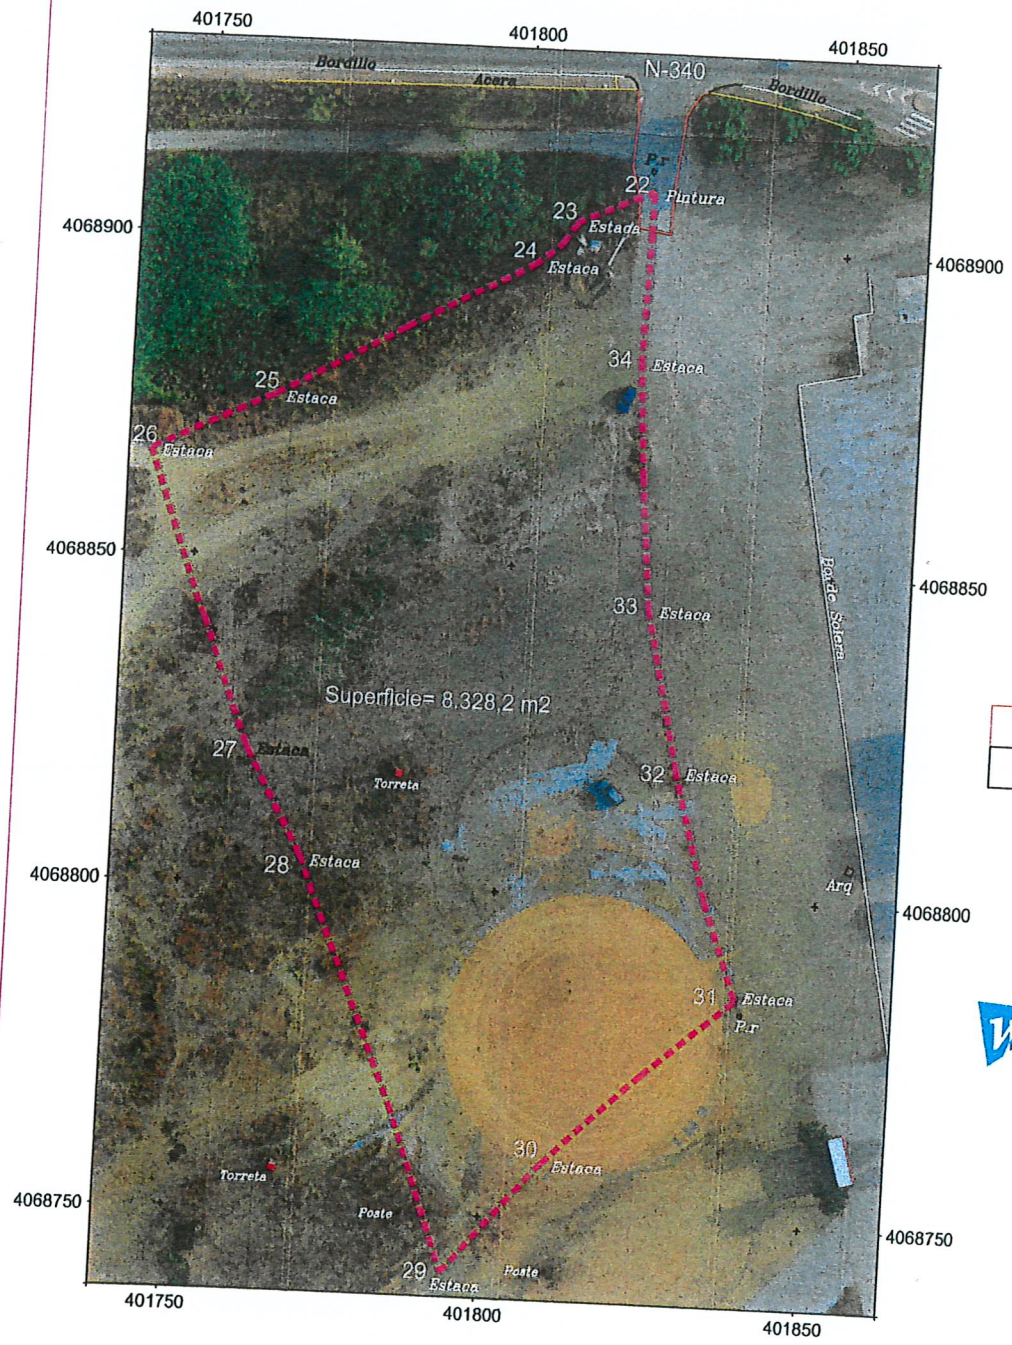 401750
401800
401850
Bordillo
Acera
N-340
Bordillo
P.r
22
Pintura
23
Estaca
4068900
24
Estaca
4068900
34
Estaca
25
Estaca
26
Estaca
4068850
4068850
33
Estaca
Borde Solera
Superficie= 8.328,2 m2
27
Estaca
32
Estaca
Torreta
28
Estaca
4068800
Arq
4068800
31
Estaca
P.r
30
Estaca
Torreta
4068750
Poste
4068750
29
Estaca
Poste
401750
401800
401850